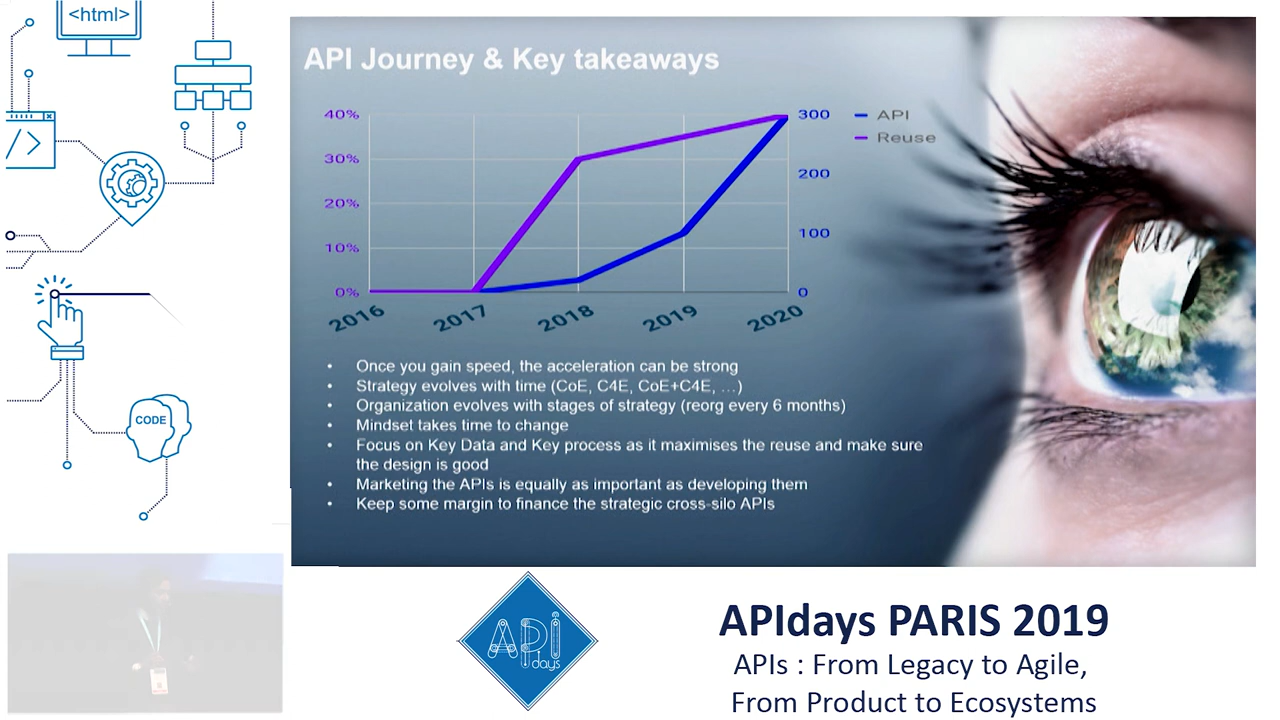 <html>
</>
CODE
API Journey & Key takeaways
40%
30%
20%
10%
0%
300
200
100
0
API
Reuse
2016
2017
2018
2019
2020
• Once you gain speed, the acceleration can be strong
• Strategy evolves with time (CoE, C4E, CoE+C4E, …)
• Organization evolves with stages of strategy (reorg every 6 months)
• Mindset takes time to change
• Focus on Key Data and Key process as it maximises the reuse and make sure
the design is good
• Marketing the APIs is equally as important as developing them
• Keep some margin to finance the strategic cross-silo APIs
API
days
APIdays PARIS 2019
APIs : From Legacy to Agile,
From Product to Ecosystems